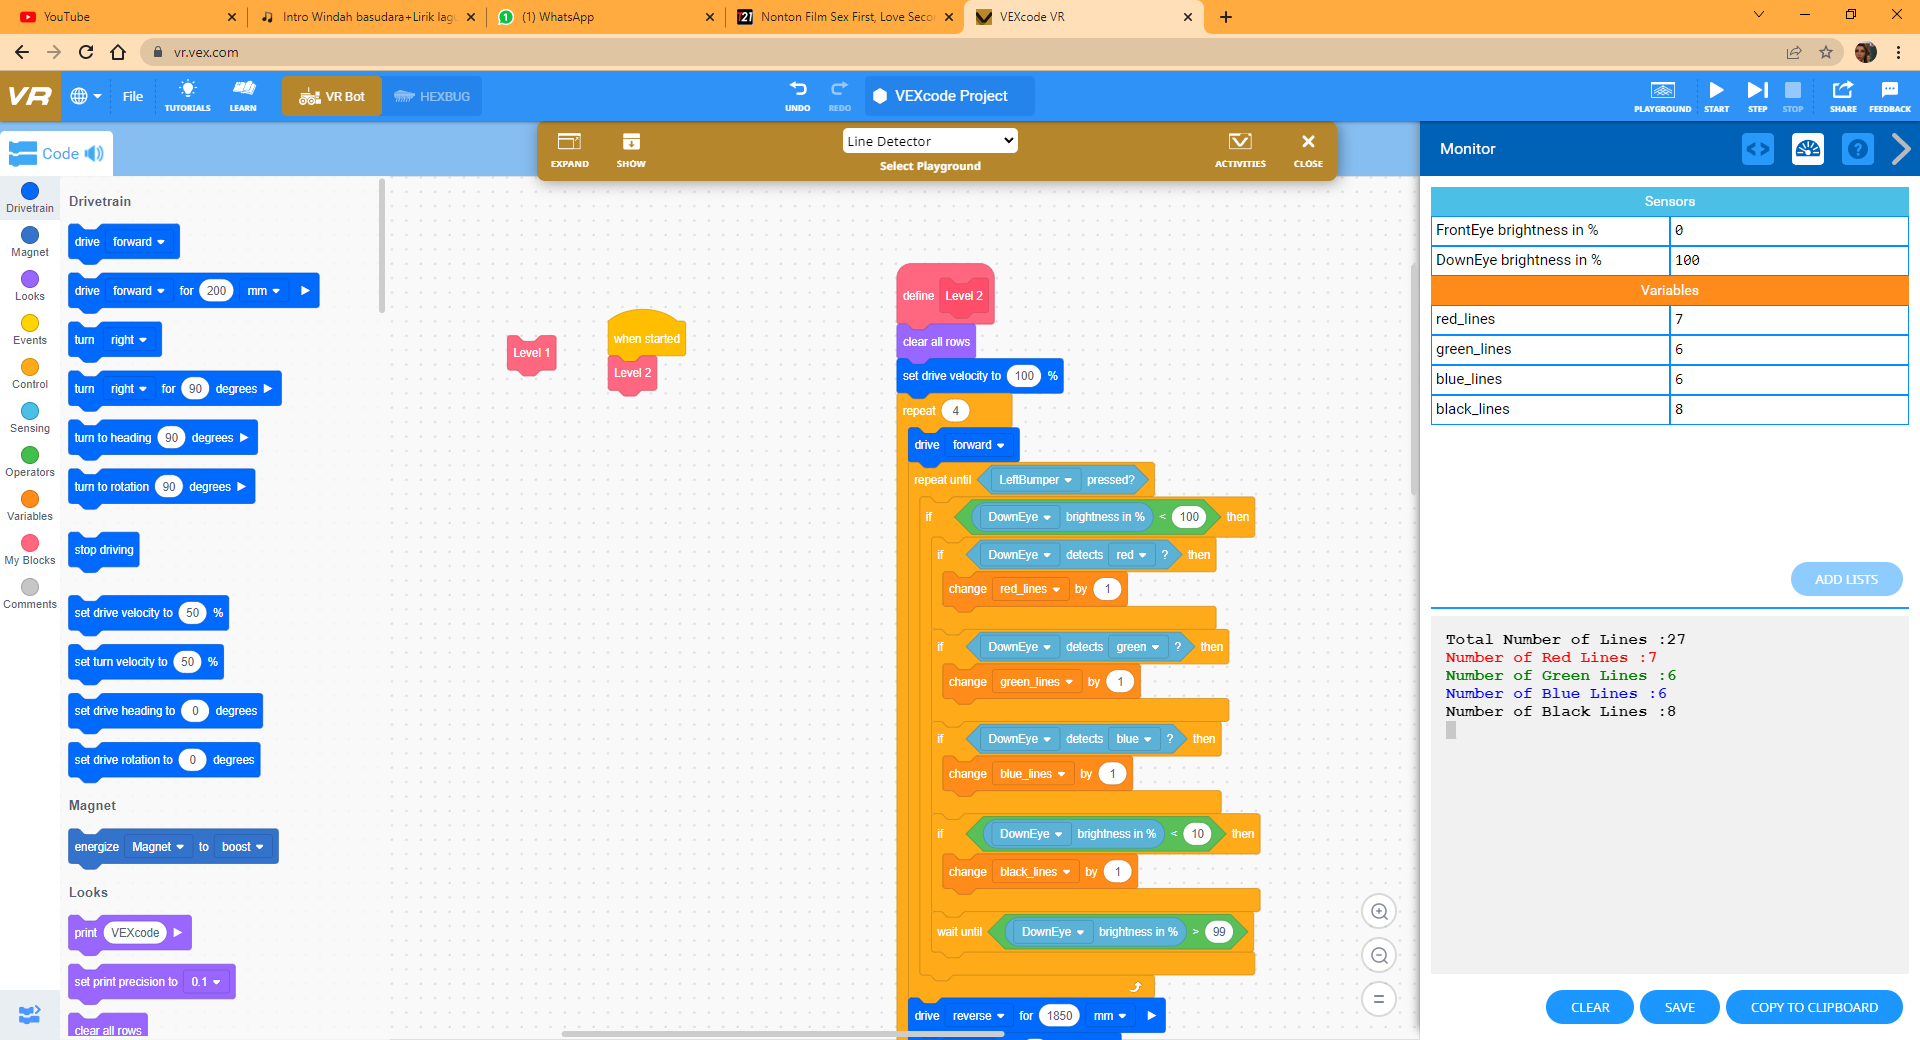 YouTube
Intro Windah basudara+Lirik lag
(1) WhatsApp
Nonton Film Sex First, Love Seco
VEXcode VR
vr.vex.com
VR
File
TUTORIALS
LEARN
VR Bot
HEXBUG
UNDO
REDO
VEXcode Project
PLAYGROUND
START
STEP
STOP
SHARE
FEEDBACK
Code
EXPAND
SHOW
Line Detector
Select Playground
ACTIVITIES
CLOSE
Monitor
Drivetrain
Magnet
Looks
Events
Control
Sensing
Operators
Variables
My Blocks
Comments
Drivetrain
drive forward
drive forward for 200 mm
turn right
turn right for 90 degrees
turn to heading 90 degrees
turn to rotation 90 degrees
stop driving
set drive velocity to 50 %
set turn velocity to 50 %
set drive heading to 0 degrees
set drive rotation to 0 degrees
Magnet
energize Magnet to boost
Looks
print VEXcode
set print precision to 0.1
clear all rows
Level 1
when started
Level 2
define Level 2
clear all rows
set drive velocity to 100 %
repeat 4
drive forward
repeat until LeftBumper pressed?
if DownEye brightness in % < 100 then
if DownEye detects red ? then
change red_lines by 1
if DownEye detects green ? then
change green_lines by 1
if DownEye detects blue ? then
change blue_lines by 1
if DownEye brightness in % < 10 then
change black_lines by 1
wait until DownEye brightness in % > 99
drive reverse for 1850 mm
Sensors
FrontEye brightness in % 0
DownEye brightness in % 100
Variables
red_lines 7
green_lines 6
blue_lines 6
black_lines 8
ADD LISTS
Total Number of Lines :27
Number of Red Lines :7
Number of Green Lines :6
Number of Blue Lines :6
Number of Black Lines :8
CLEAR
SAVE
COPY TO CLIPBOARD